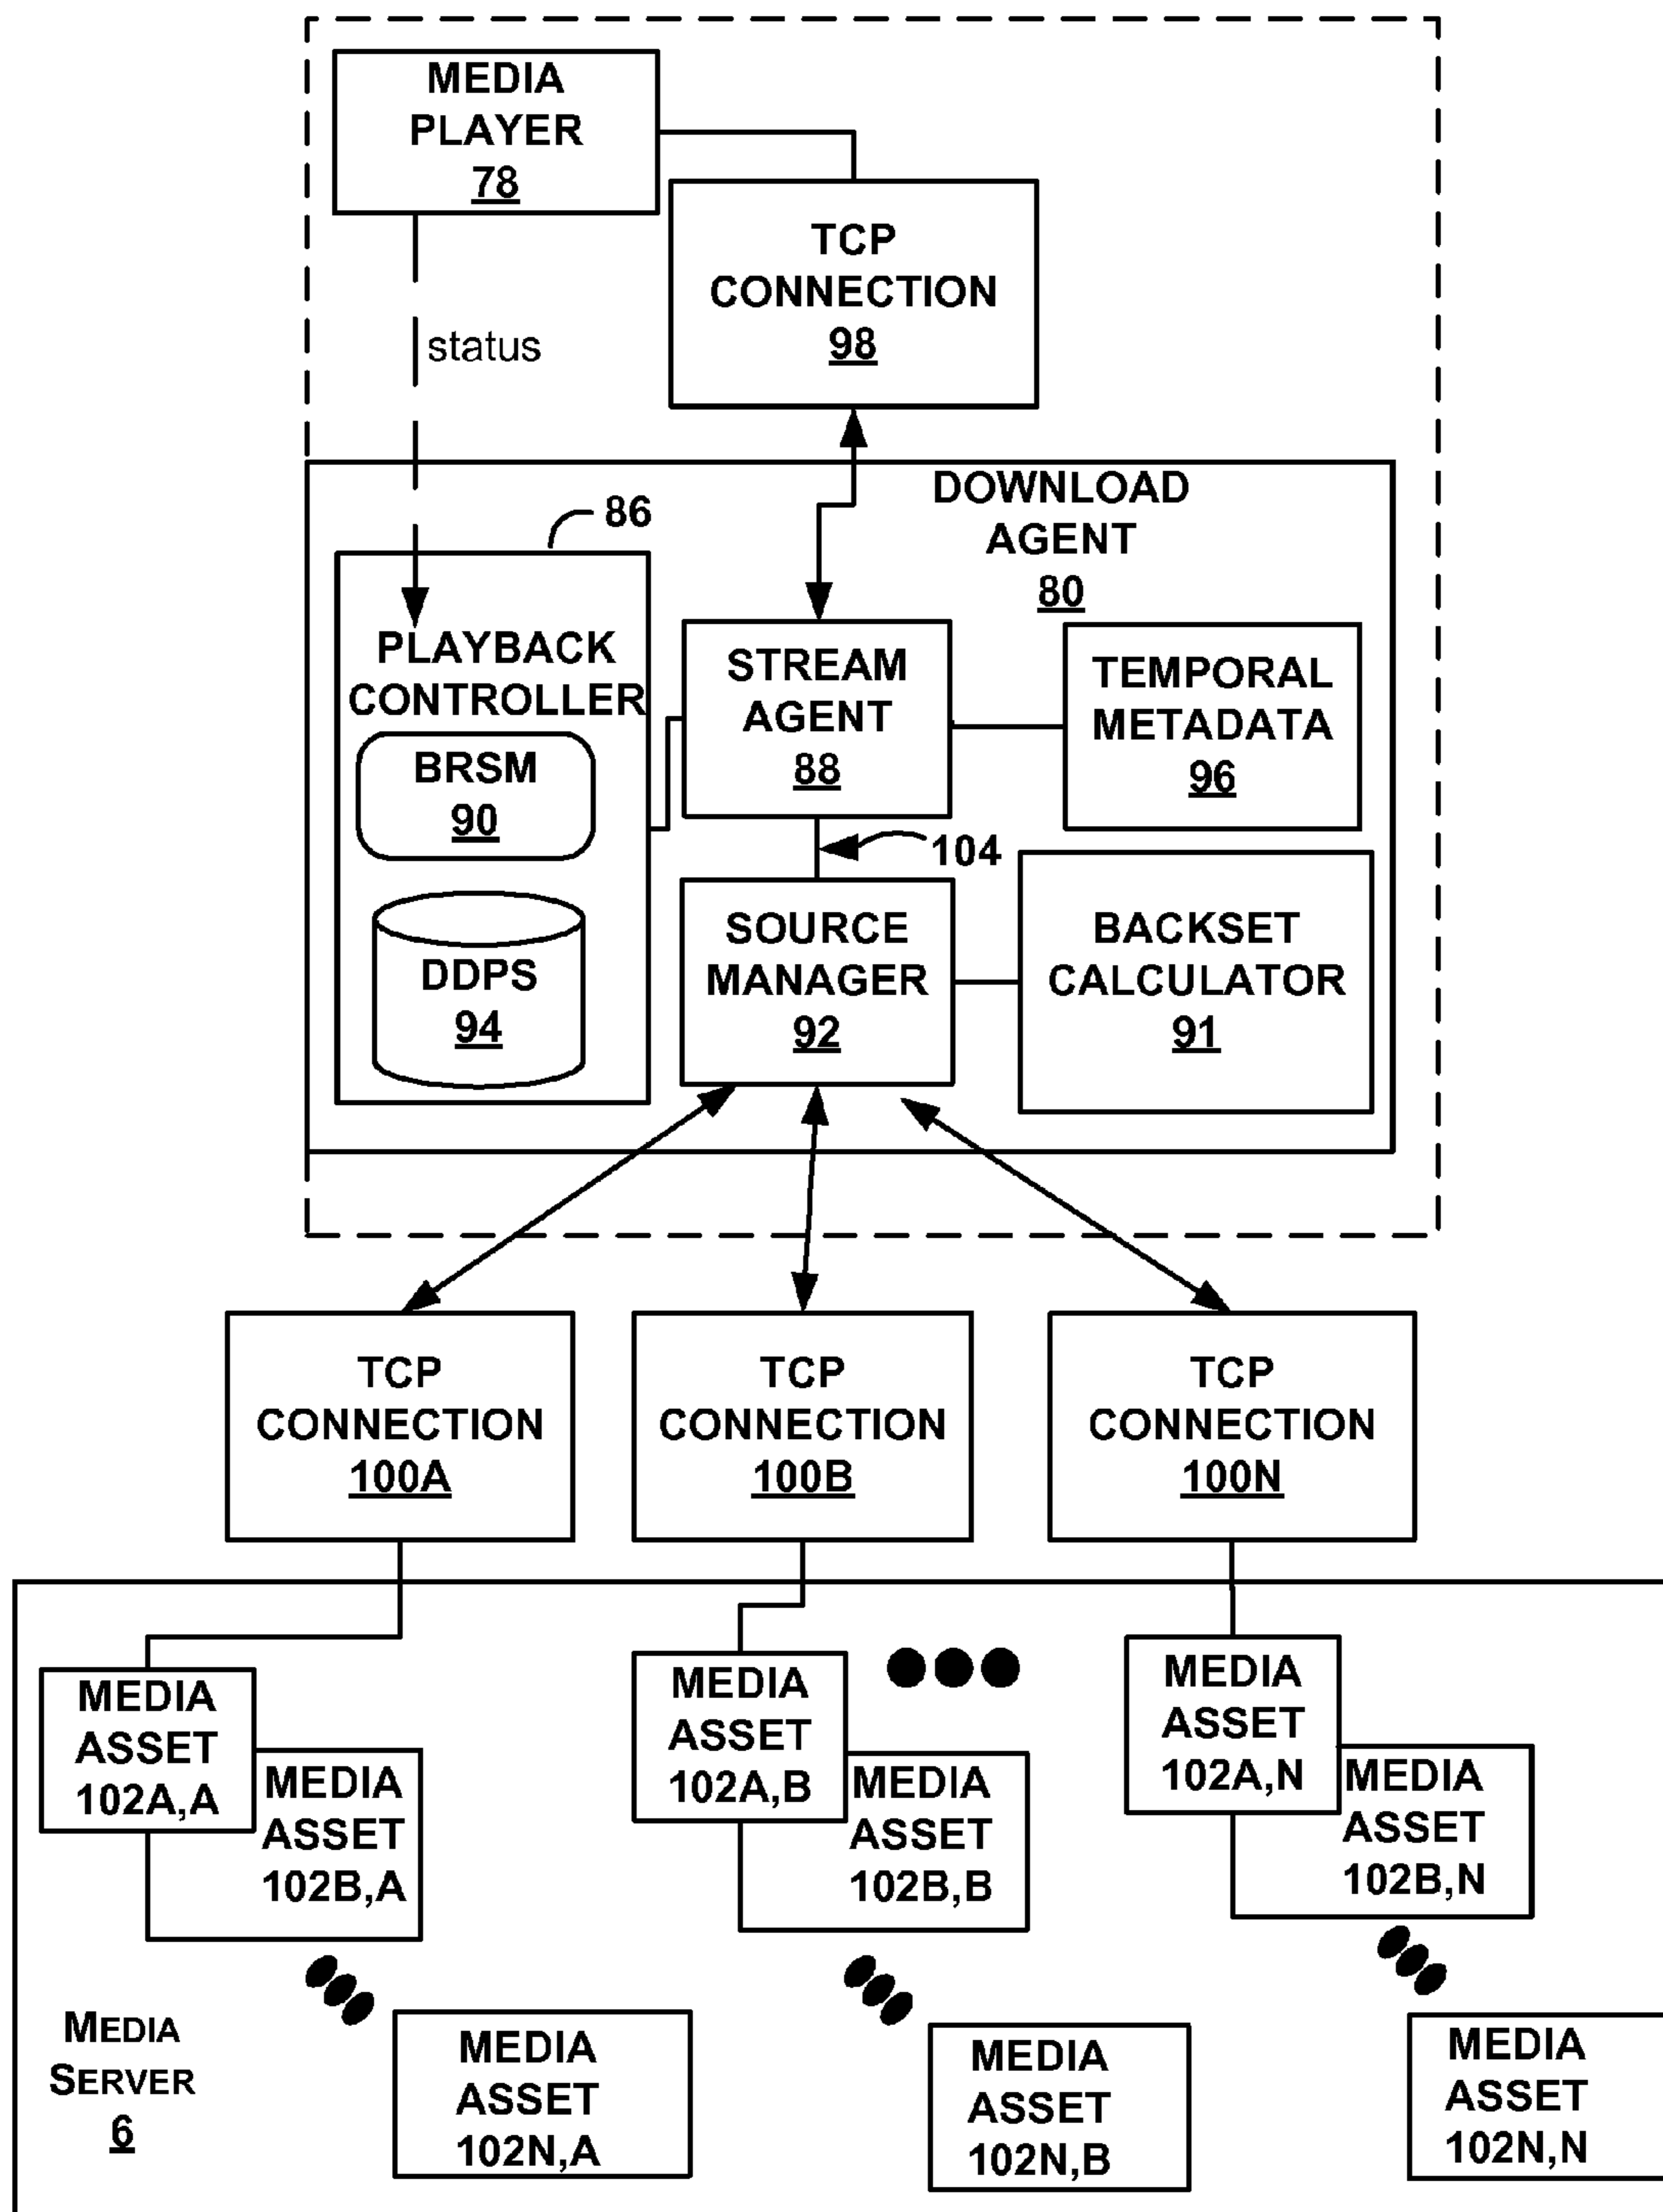 MEDIA
PLAYER
78
TCP
CONNECTION
98
status
DOWNLOAD
AGENT
80
86
PLAYBACK
CONTROLLER
BRSM
90
DDPS
94
STREAM
AGENT
88
TEMPORAL
METADATA
96
104
SOURCE
MANAGER
92
BACKSET
CALCULATOR
91
TCP
CONNECTION
100A
TCP
CONNECTION
100B
TCP
CONNECTION
100N
MEDIA
ASSET
102A,A
MEDIA
ASSET
102B,A
MEDIA
ASSET
102A,B
MEDIA
ASSET
102B,B
MEDIA
ASSET
102A,N
MEDIA
ASSET
102B,N
MEDIA
SERVER
6
MEDIA
ASSET
102N,A
MEDIA
ASSET
102N,B
MEDIA
ASSET
102N,N